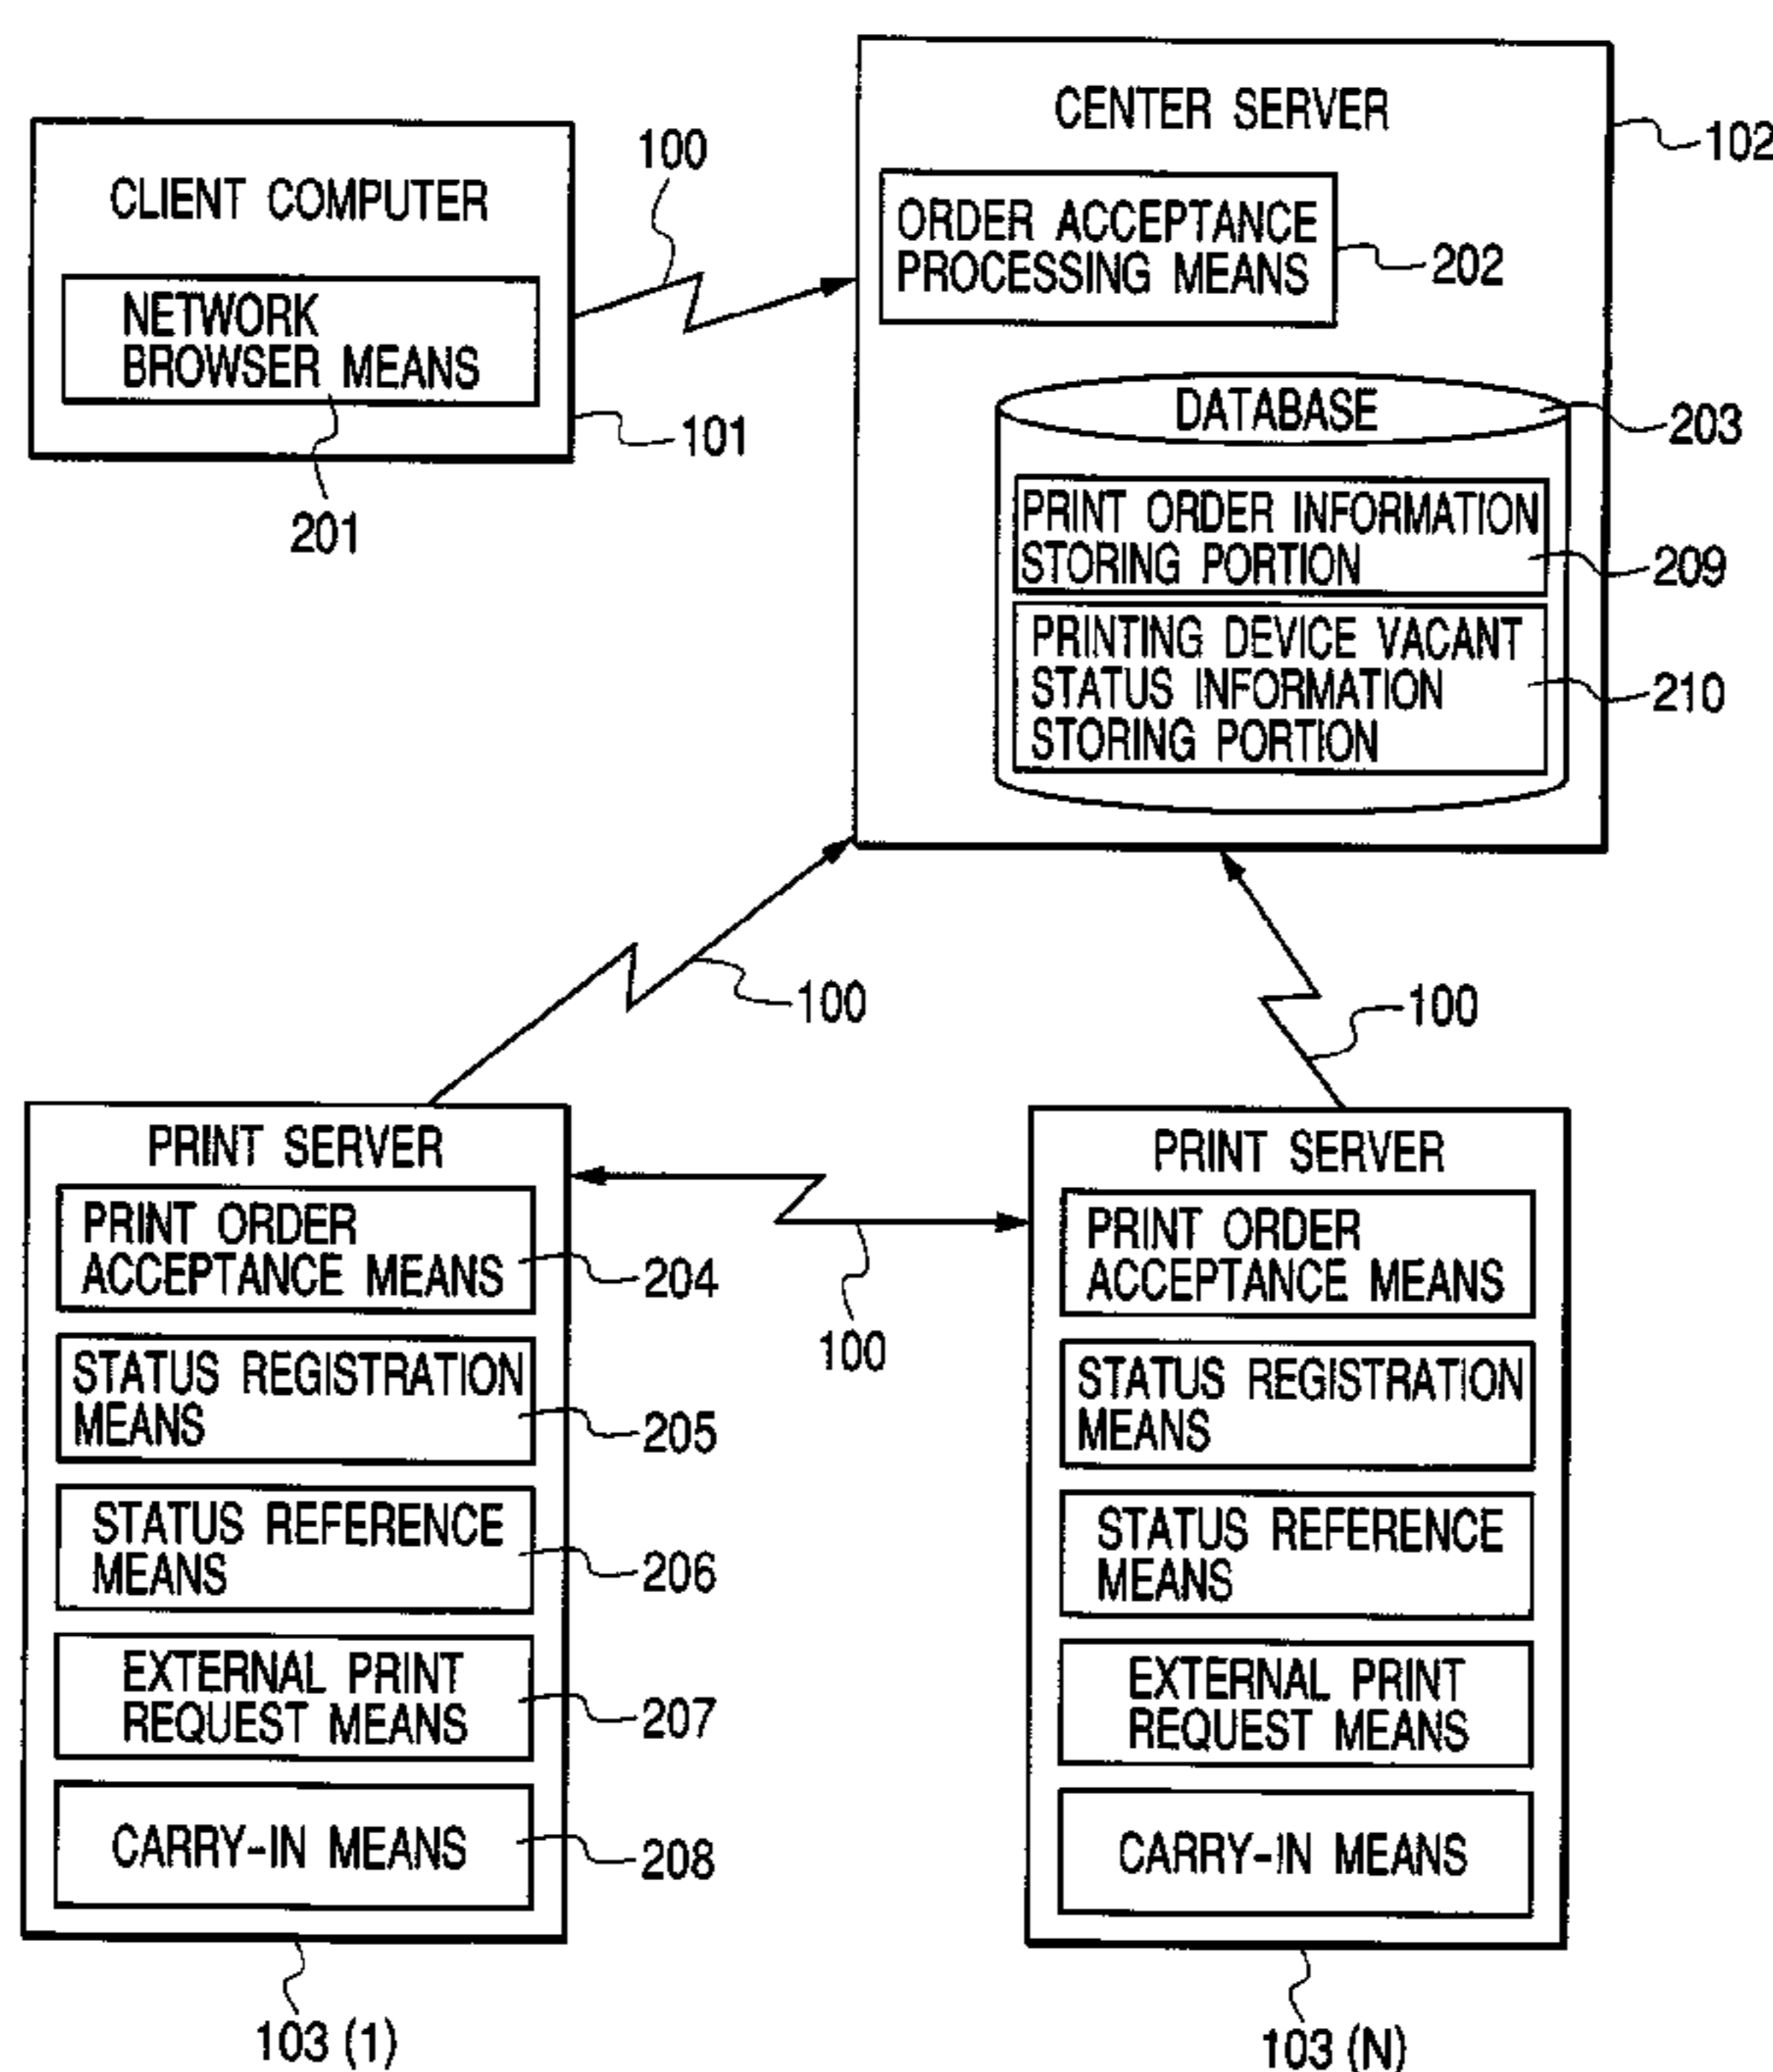 CENTER SERVER
102
CLIENT COMPUTER
100
ORDER ACCEPTANCE
PROCESSING MEANS
202
NETWORK
BROWSER MEANS
101
201
DATABASE
203
PRINT ORDER INFORMATION
STORING PORTION
209
PRINTING DEVICE VACANT
STATUS INFORMATION
STORING PORTION
210
100
100
PRINT SERVER
PRINT ORDER
ACCEPTANCE MEANS
204
STATUS REGISTRATION
MEANS
205
STATUS REFERENCE
MEANS
206
EXTERNAL PRINT
REQUEST MEANS
207
CARRY-IN MEANS
208
103 (1)
100
PRINT SERVER
PRINT ORDER
ACCEPTANCE MEANS
STATUS REGISTRATION
MEANS
STATUS REFERENCE
MEANS
EXTERNAL PRINT
REQUEST MEANS
CARRY-IN MEANS
103 (N)